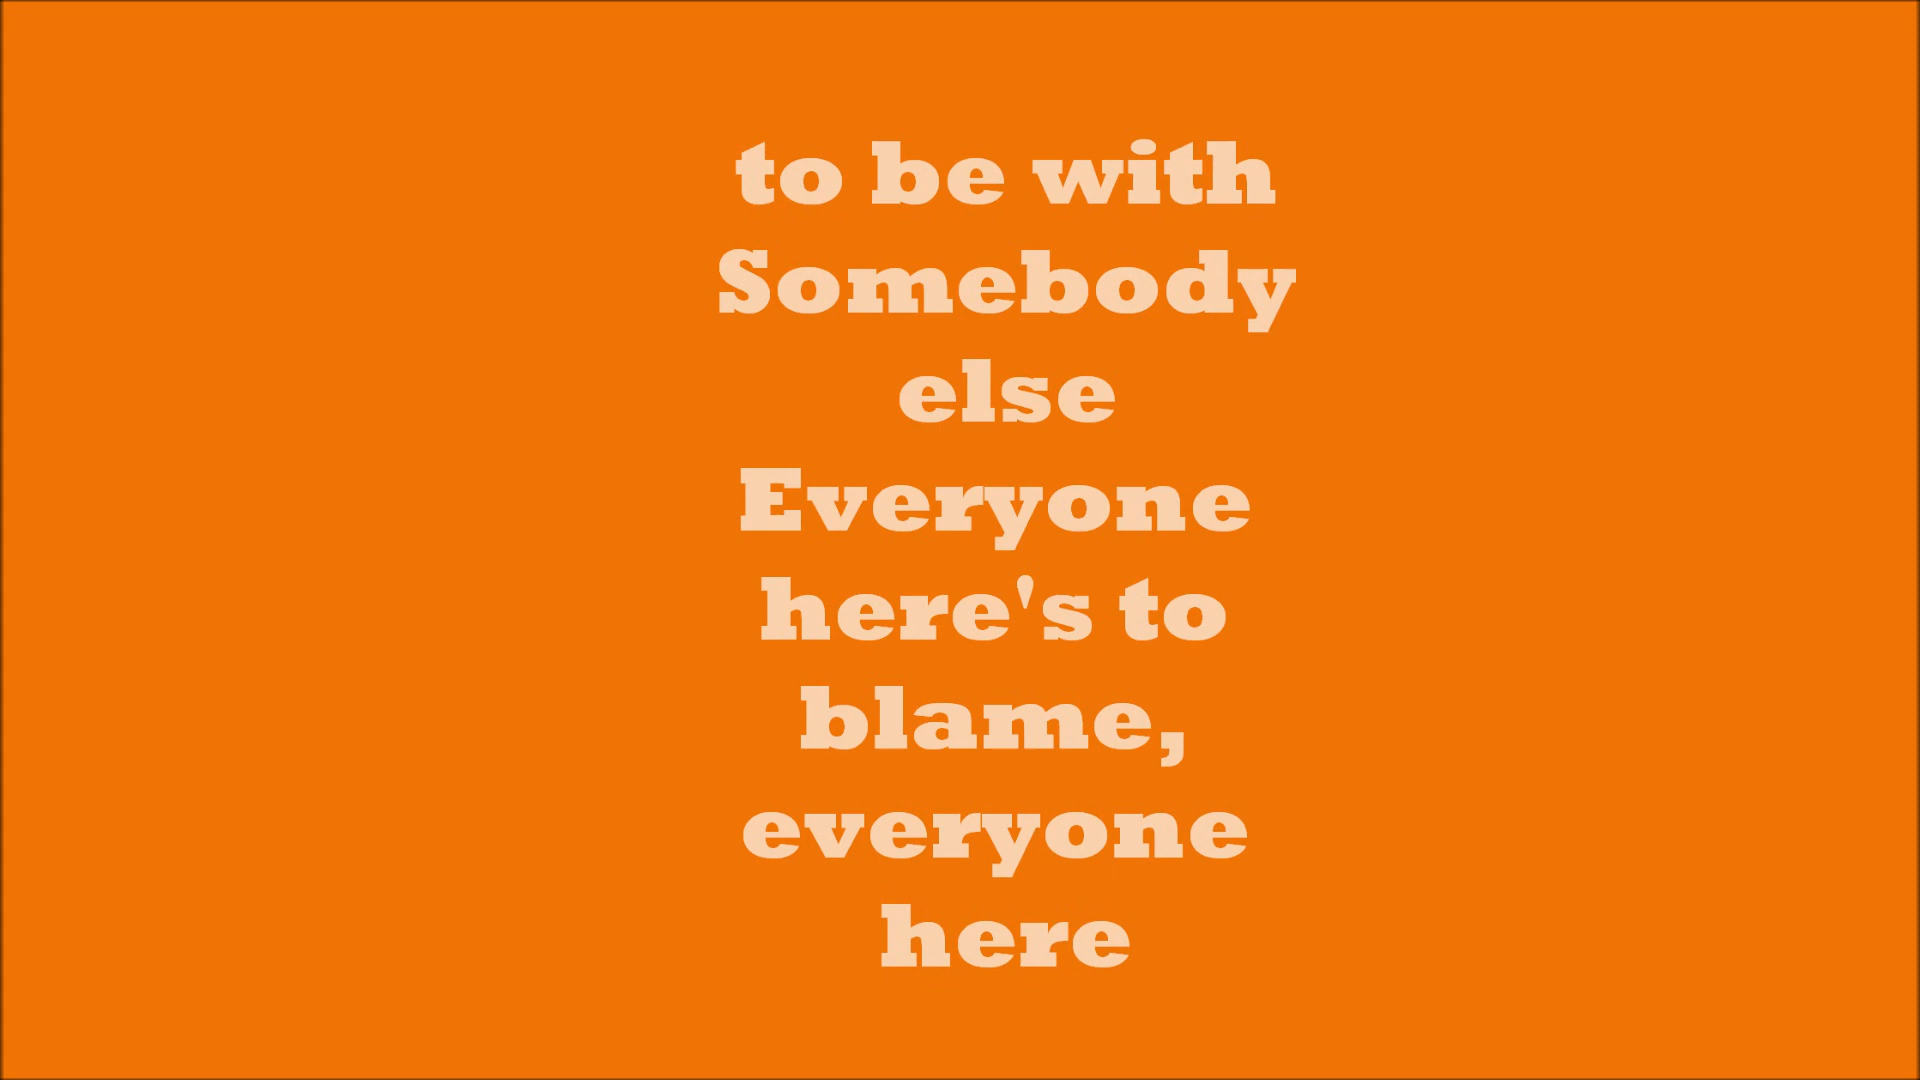 to be with
Somebody
else
Everyone
here's to
blame,
everyone
here